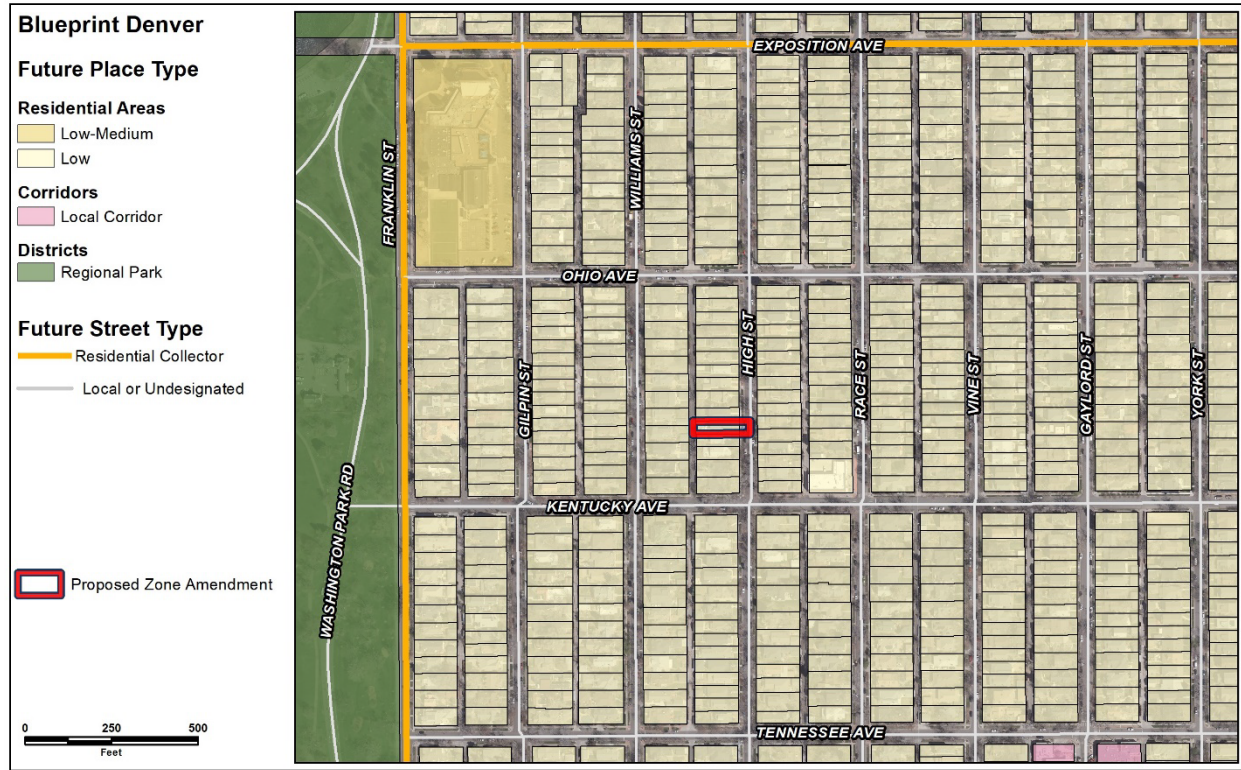 Blueprint Denver
Future Place Type
Residential Areas
Low-Medium
Low
Corridors
Local Corridor
Districts
Regional Park
Future Street Type
Residential Collector
Local or Undesignated
Proposed Zone Amendment
0 250 500
Feet
EXPOSITION AVE
FRANKLIN ST
WILLIAMS ST
OHIO AVE
GILPIN ST
HIGH ST
RACE ST
VINE ST
GAYLORD ST
YORK ST
KENTUCKY AVE
WASHINGTON PARK RD
TENNESSEE AVE